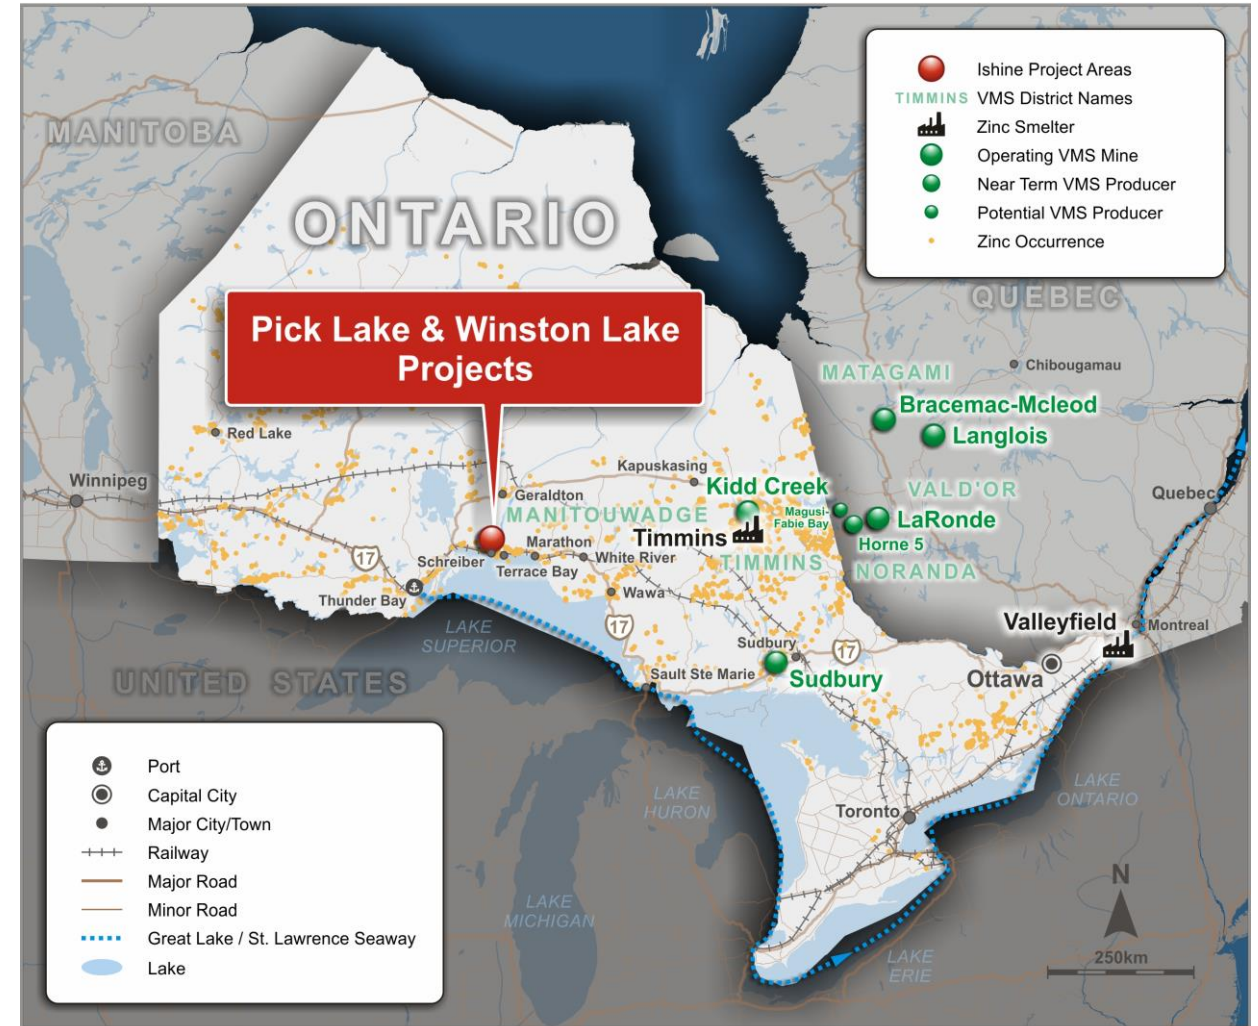 MANITOBA
ONTARIO
QUEBEC
Ishine Project Areas
TIMMINS VMS District Names
Zinc Smelter
Operating VMS Mine
Near Term VMS Producer
Potential VMS Producer
Zinc Occurrence
Pick Lake & Winston Lake
Projects
Chibougamau
MATAGAMI
Bracemac-Mcleod
Langlois
Red Lake
Winnipeg
Kapuskasing
Geraldton
Kidd Creek
VAL D'OR
Quebec
MANITOUWADGE
Magusi-
Fabie Bay
LaRonde
Timmins
Horne 5
Marathon
Schreiber
White River
Terrace Bay
TIMMINS
NORANDA
17
Thunder Bay
Wawa
LAKE
SUPERIOR
17
Valleyfield
Montreal
Sudbury
17
Sault Ste Marie
Sudbury
Ottawa
UNITED STATES
Port
Capital City
Major City/Town
Railway
Major Road
Minor Road
Great Lake / St. Lawrence Seaway
Lake
LAKE
HURON
LAKE
ONTARIO
Toronto
LAKE
MICHIGAN
LAKE
ERIE
N
250km